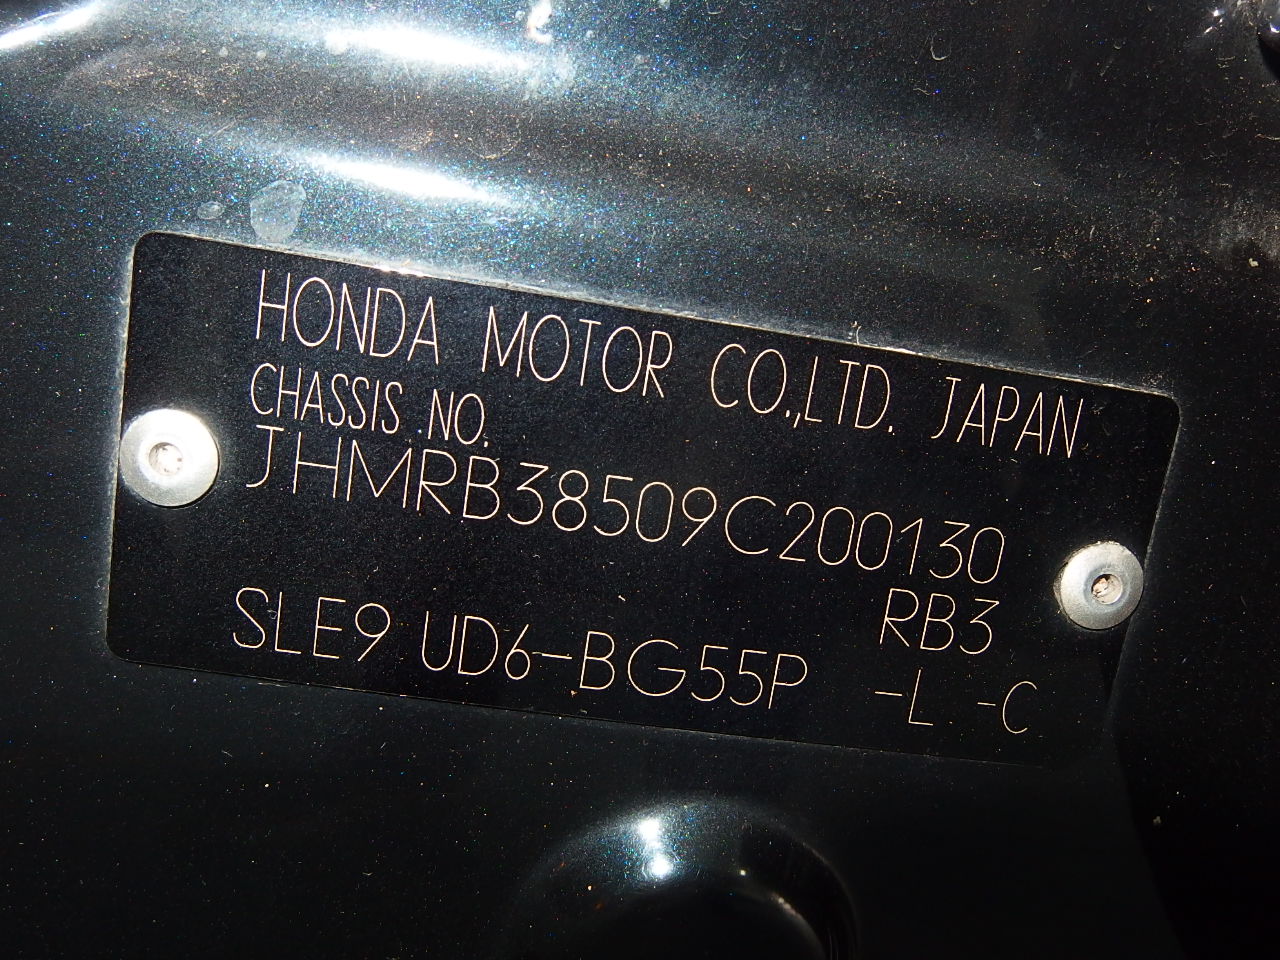 HONDA MOTOR CO.,LTD. JAPAN
CHASSIS NO.
JHMRB38509C200130
RB3
SLE9 UD6-BG55P -L -C